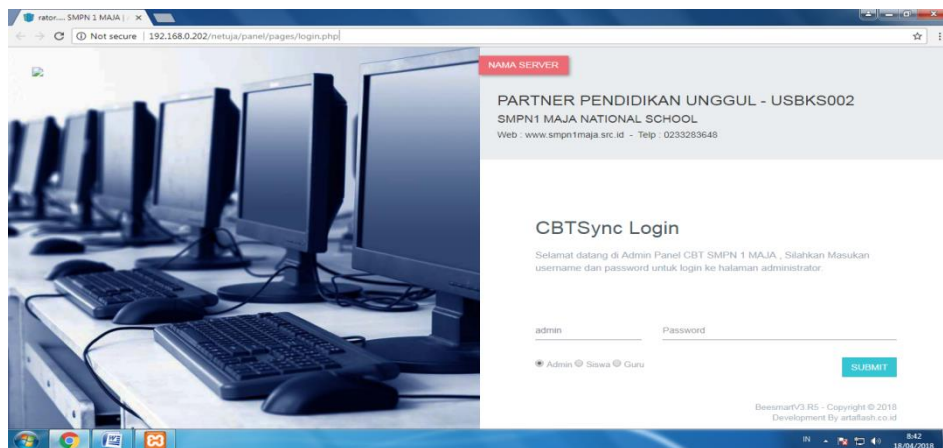 rator.... SMPN 1 MAJA |
Not secure | 192.168.0.202/netuja/panel/pages/login.php
NAMA SERVER
PARTNER PENDIDIKAN UNGGUL - USBKS002
SMPN1 MAJA NATIONAL SCHOOL
Web : www.smpn1maja.src.id - Telp : 0233283648
CBTSync Login
Selamat datang di Admin Panel CBT SMPN 1 MAJA , Silahkan Masukan
username dan password untuk login ke halaman administrator.
admin Password
Admin Siswa Guru SUBMIT
BeesmartV3 R5 - Copyright © 2018
Development By artaflash.co.id
IN 8:42
18/04/2018